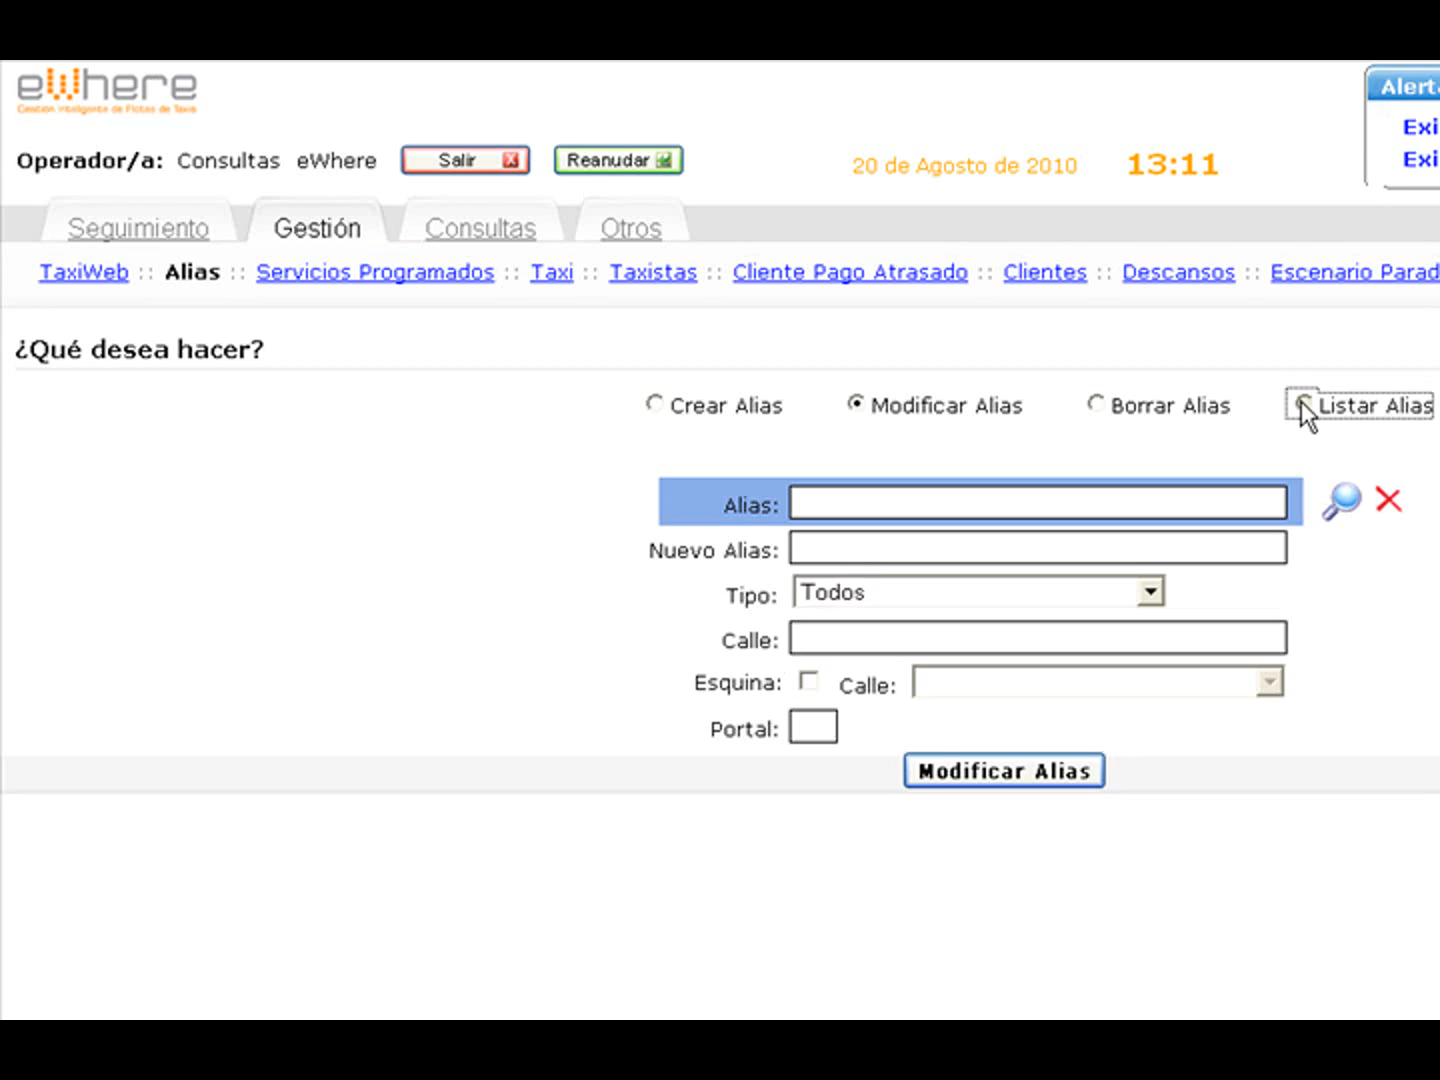 eWhere
Gestión Inteligente de Flotas de Taxis
Operador/a: Consultas eWhere Salir Reanudar 20 de Agosto de 2010 13:11
Alert
Exi
Exi
Seguimiento Gestión Consultas Otros
TaxiWeb :: Alias :: Servicios Programados :: Taxi :: Taxistas :: Cliente Pago Atrasado :: Clientes :: Descansos :: Escenario Parad
¿Qué desea hacer?
Crear Alias Modificar Alias Borrar Alias Listar Alias
Alias:
Nuevo Alias:
Tipo: Todos
Calle:
Esquina: Calle:
Portal:
Modificar Alias